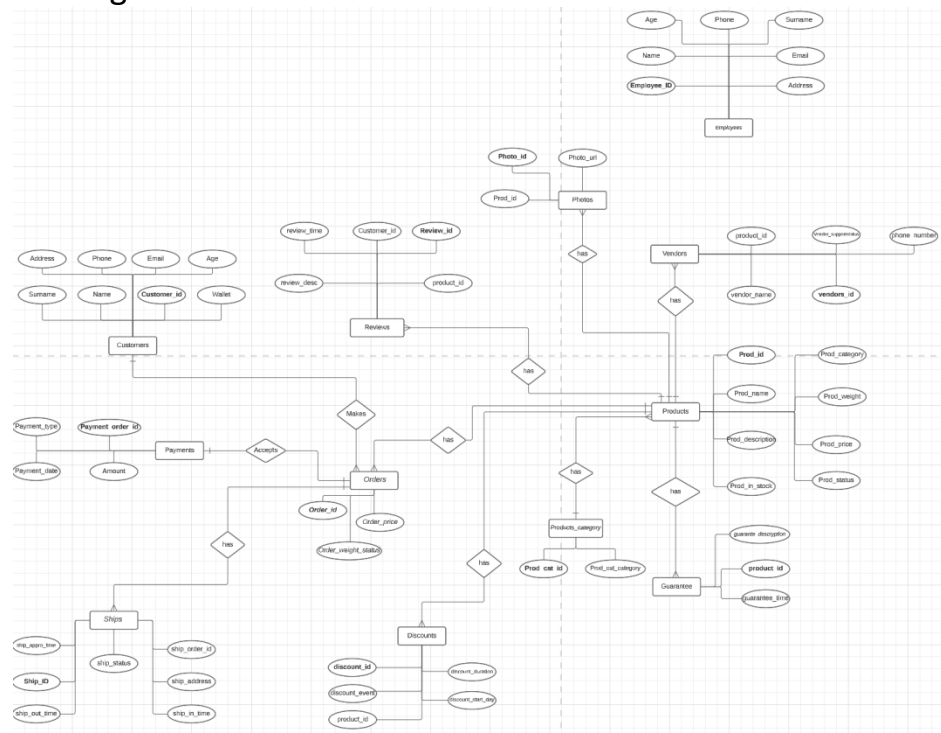 Age
Phone
Surname
Name
Email
Employee_ID
Address
Employees
Photo_id
Photo_url
Prod_id
Photos
has
review_time
Customer_id
Review_id
review_desc
product_id
Reviews
has
product_id
phone_number
Vendors
vendor_name
vendors_id
has
Address
Phone
Email
Age
Surname
Name
Customer_id
Wallet
Customers
Makes
Prod_id
Prod_category
Prod_name
Prod_weight
Products
Prod_description
Prod_price
Prod_in_stock
Prod_status
Payment_type
Payment_order_id
Payments
Accepts
Payment_date
Amount
has
Orders
Order_id
Order_price
Order_weight_status
has
has
Products_category
Prod_cat_id
Prod_cat_category
has
product_id
Guarantee
guarantee_time
has
Ships
ship_status
ship_order_id
Ship_ID
ship_address
ship_out_time
ship_in_time
Discounts
discount_id
discount_duration
discount_event
discount_start_day
product_id